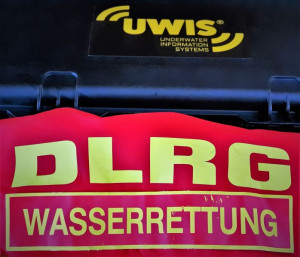 UWIS®
UNDERWATER
INFORMATION
SYSTEMS
DLRG
WASSERRETTUNG